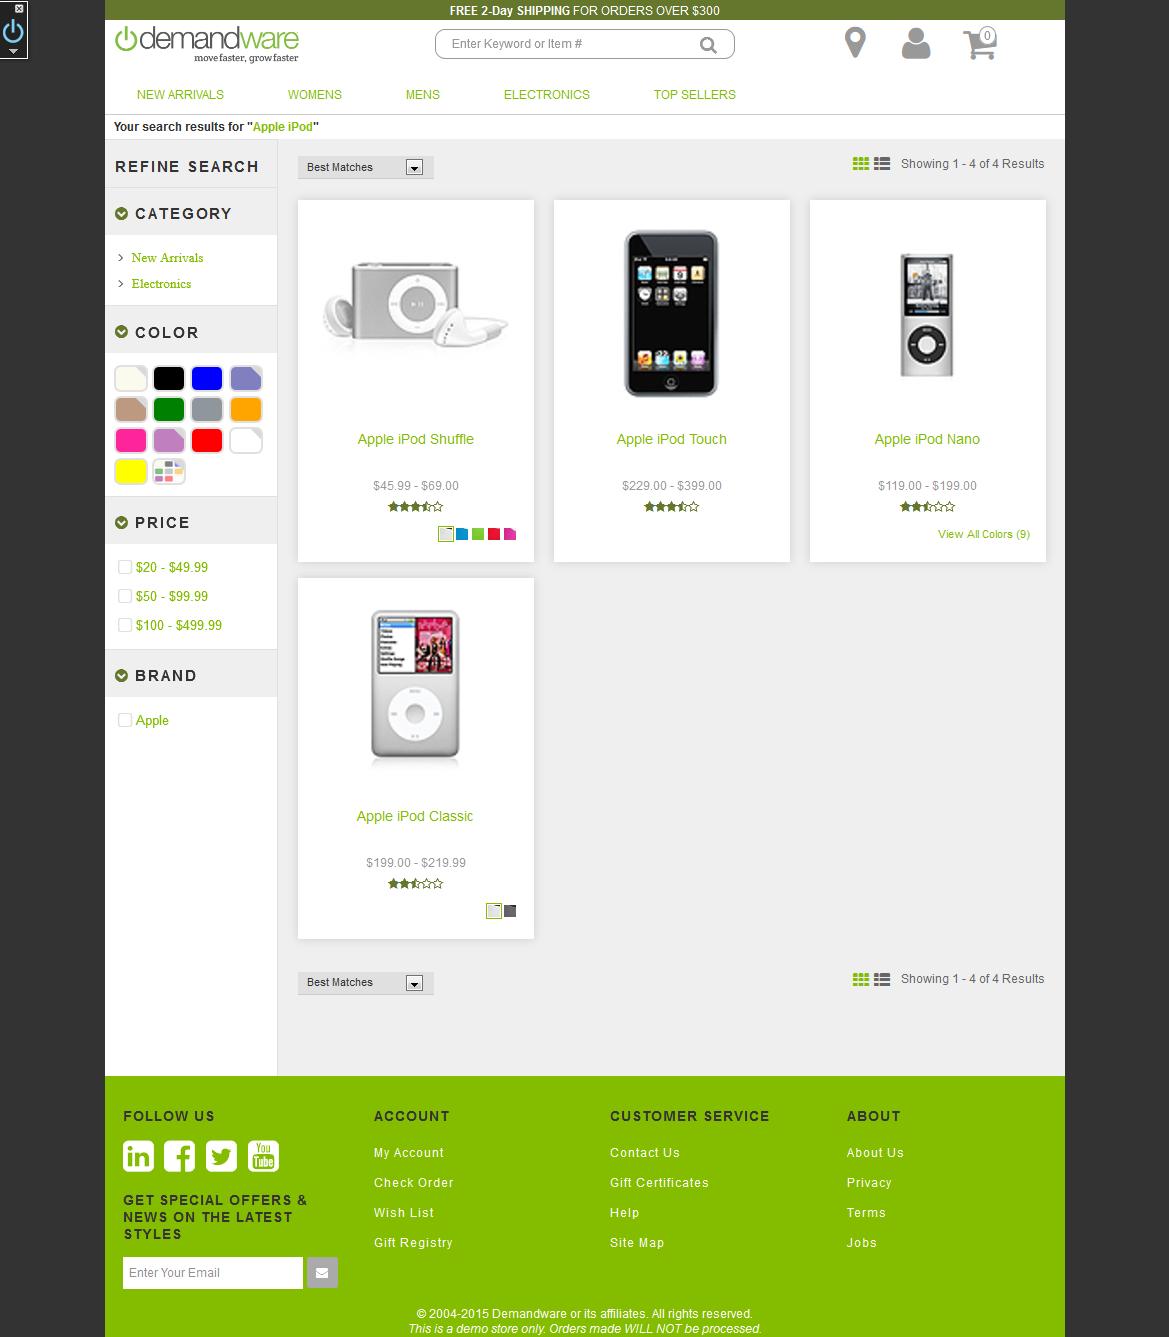 FREE 2-Day SHIPPING FOR ORDERS OVER $300
demandware
move faster, grow faster
Enter Keyword or Item #
0
NEW ARRIVALS
WOMENS
MENS
ELECTRONICS
TOP SELLERS
Your search results for "Apple iPod"
REFINE SEARCH
CATEGORY
New Arrivals
Electronics
COLOR
PRICE
$20 - $49.99
$50 - $99.99
$100 - $499.99
BRAND
Apple
Best Matches
Showing 1 - 4 of 4 Results
Apple iPod Shuffle
$45.99 - $69.00
Apple iPod Touch
$229.00 - $399.00
Apple iPod Nano
$119.00 - $199.00
View All Colors (9)
Apple iPod Classic
$199.00 - $219.99
Best Matches
Showing 1 - 4 of 4 Results
FOLLOW US
You
Tube
GET SPECIAL OFFERS &
NEWS ON THE LATEST
STYLES
Enter Your Email
ACCOUNT
My Account
Check Order
Wish List
Gift Registry
CUSTOMER SERVICE
Contact Us
Gift Certificates
Help
Site Map
ABOUT
About Us
Privacy
Terms
Jobs
© 2004-2015 Demandware or its affiliates. All rights reserved.
This is a demo store only. Orders made WILL NOT be processed.